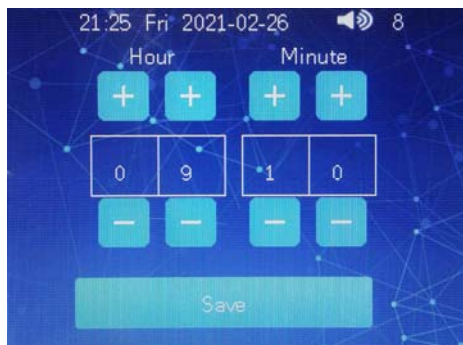 21:25 Fri 2021-02-26 8
Hour Minute
+ + + +
0 9 1 0
- - - -
Save